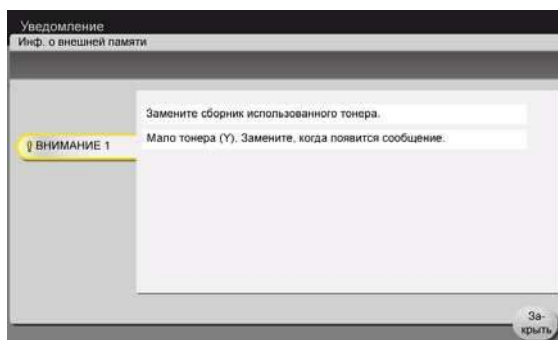 Уведомление
Инф. о внешней памяти
Замените сборник использованного тонера.
ВНИМАНИЕ 1
Мало тонера (Y). Замените, когда появится сообщение.
За-
крыть